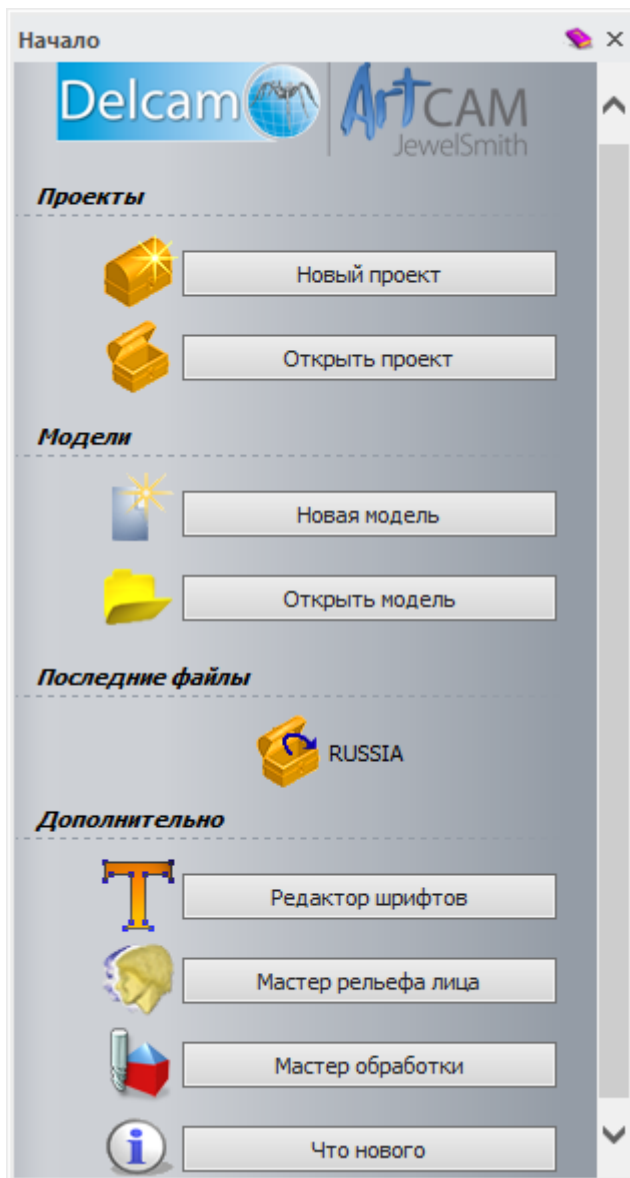 Начало
Delcam ArtCAM
JewelSmith
Проекты
Новый проект
Открыть проект
Модели
Новая модель
Открыть модель
Последние файлы
RUSSIA
Дополнительно
Редактор шрифтов
Мастер рельефа лица
Мастер обработки
Что нового